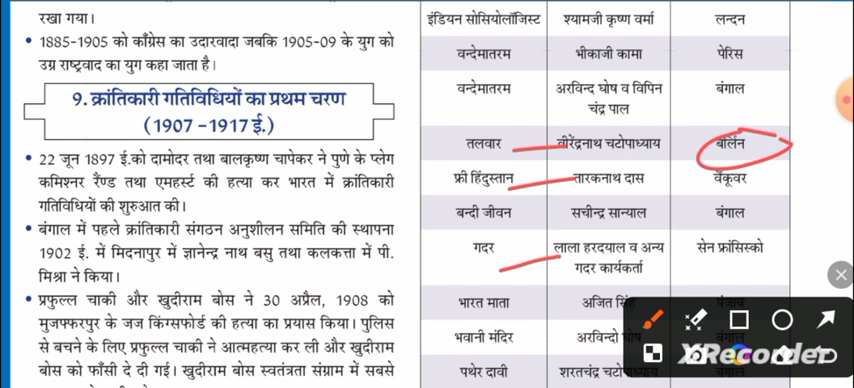 रखा गया।
• 1885-1905 को काँग्रेस का उदारवादा जबकि 1905-09 के युग को
उग्र राष्ट्रवाद का युग कहा जाता है।
9. क्रांतिकारी गतिविधियों का प्रथम चरण
(1907 -1917 ई.)
• 22 जून 1897 ई.को दामोदर तथा बालकृष्ण चापेकर ने पुणे के प्लेग
कमिश्नर रैण्ड तथा एमहर्स्ट की हत्या कर भारत में क्रांतिकारी
गतिविधियों की शुरुआत की।
• बंगाल में पहले क्रांतिकारी संगठन अनुशीलन समिति की स्थापना
1902 ई. में मिदनापुर में ज्ञानेन्द्र नाथ बसु तथा कलकत्ता में पी.
मिश्रा ने किया।
• प्रफुल्ल चाकी और खुदीराम बोस ने 30 अप्रैल, 1908 को
मुजफ्फरपुर के जज किंग्सफोर्ड की हत्या का प्रयास किया। पुलिस
से बचने के लिए प्रफुल्ल चाकी ने आत्महत्या कर ली और खुदीराम
बोस को फाँसी दे दी गई। खुदीराम बोस स्वतंत्रता संग्राम में सबसे
इंडियन सोसियोलॉजिस्ट श्यामजी कृष्ण वर्मा लन्दन
वन्देमातरम भीकाजी कामा पेरिस
वन्देमातरम अरविन्द घोष व विपिन बंगाल
चंद्र पाल
तलवार वीरेंद्रनाथ चटोपाध्याय बर्लिन
फ्री हिंदुस्तान तारकनाथ दास वैंकूवर
बन्दी जीवन सचीन्द्र सान्याल बंगाल
गदर लाला हरदयाल व अन्य सेन फ्रांसिस्को
गदर कार्यकर्ता
भारत माता अजित सिंह पंजाब
भवानी मंदिर अरविन्दो घोष बंगाल
पथेर दावी शरतचंद्र चटोपाध्याय बंगाल
XRecorder